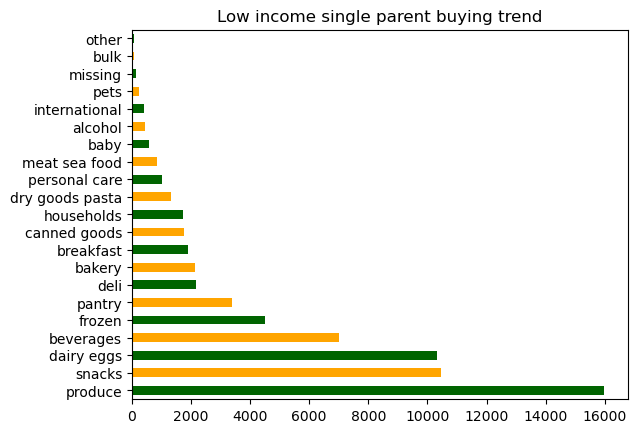 Low income single parent buying trend
other
bulk
missing
pets
international
alcohol
baby
meat sea food
personal care
dry goods pasta
households
canned goods
breakfast
bakery
deli
pantry
frozen
beverages
dairy eggs
snacks
produce
0 2000 4000 6000 8000 10000 12000 14000 16000